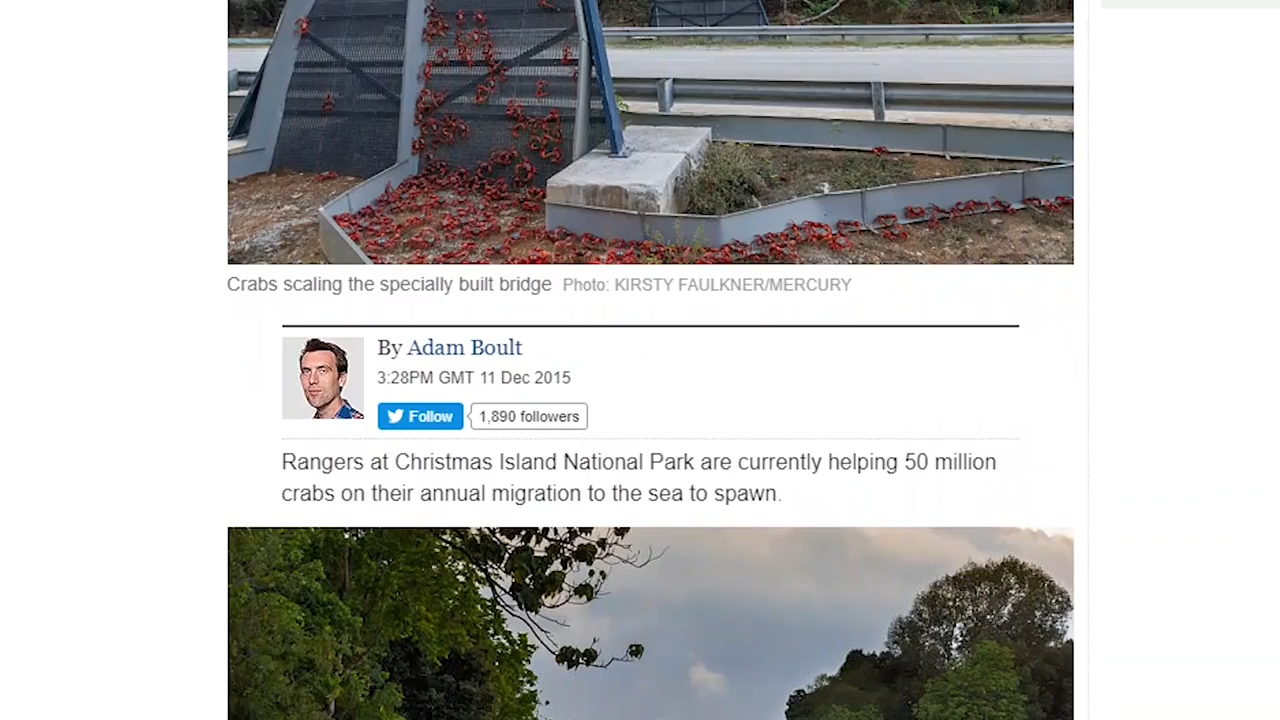 Crabs scaling the specially built bridge Photo: KIRSTY FAULKNER/MERCURY
By Adam Boult
3:28PM GMT 11 Dec 2015
Follow 1,890 followers
Rangers at Christmas Island National Park are currently helping 50 million
crabs on their annual migration to the sea to spawn.